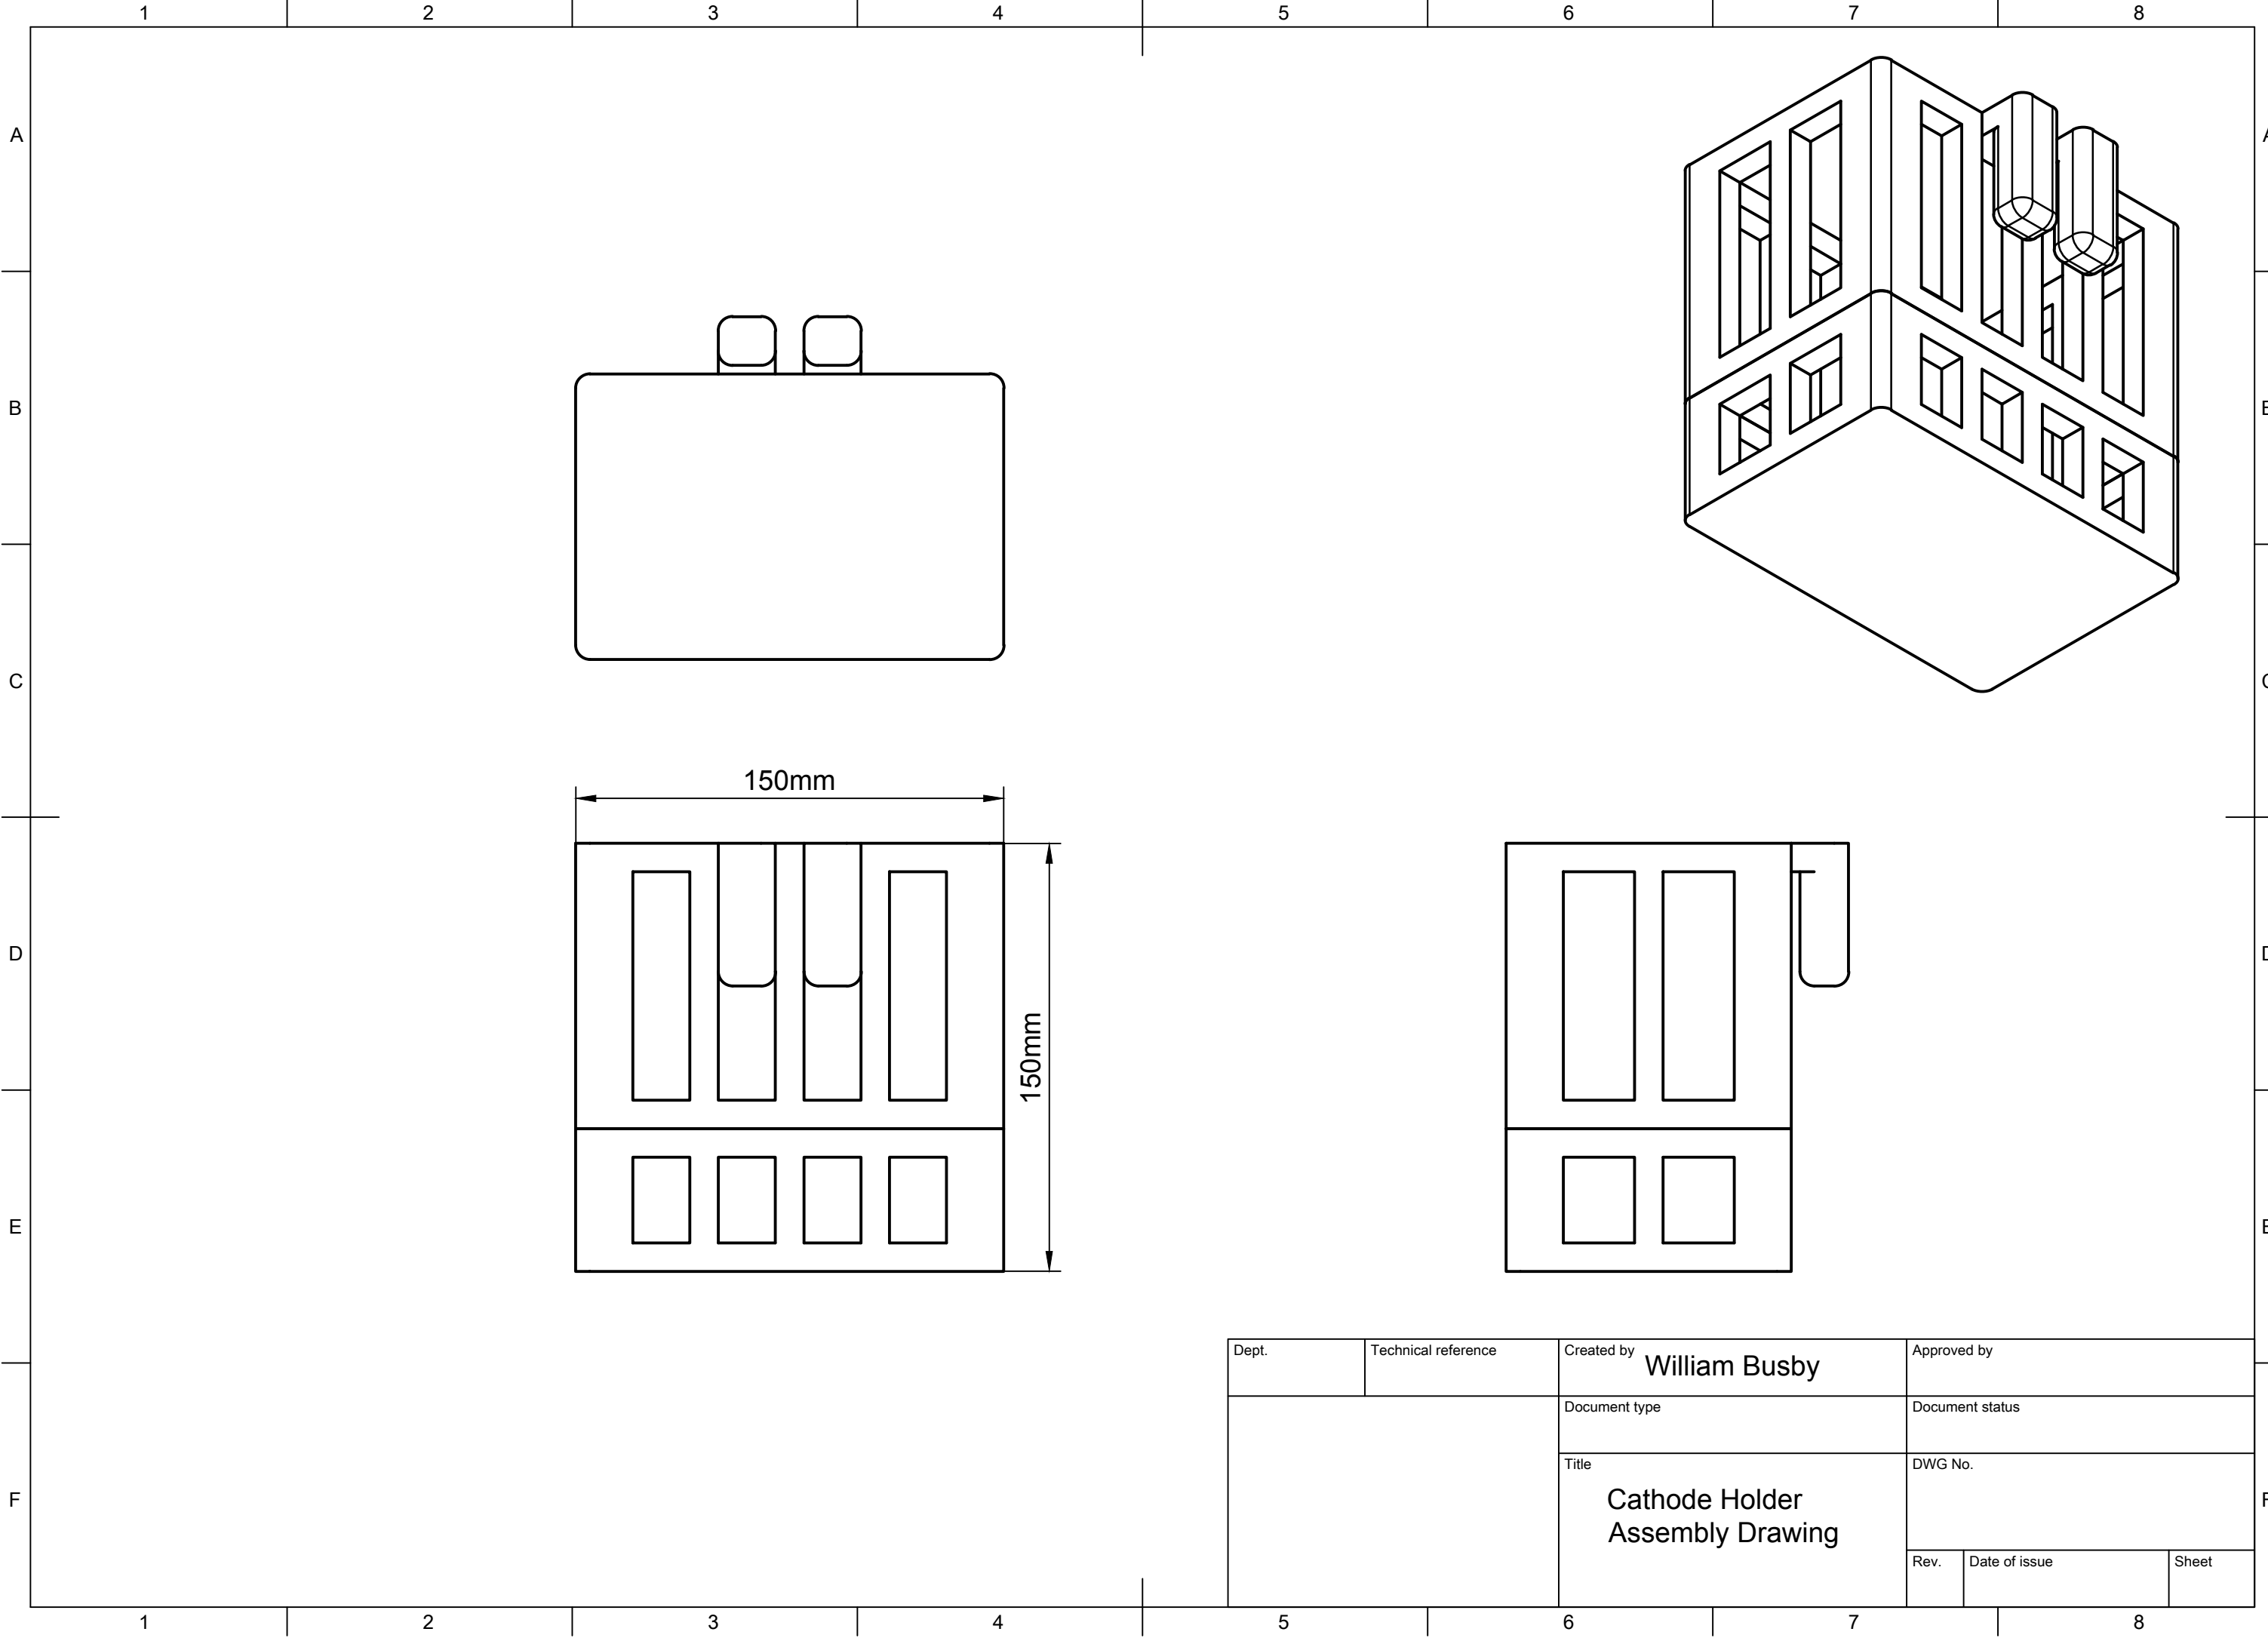 1 2 3 4 5 6 7 8
A A
B B
C C
150mm
D D
150mm
E E
Dept. Technical reference Created by William Busby Approved by
Document type Document status
Title DWG No.
F F
Cathode Holder
Assembly Drawing
Rev. Date of issue Sheet
1 2 3 4 5 6 7 8